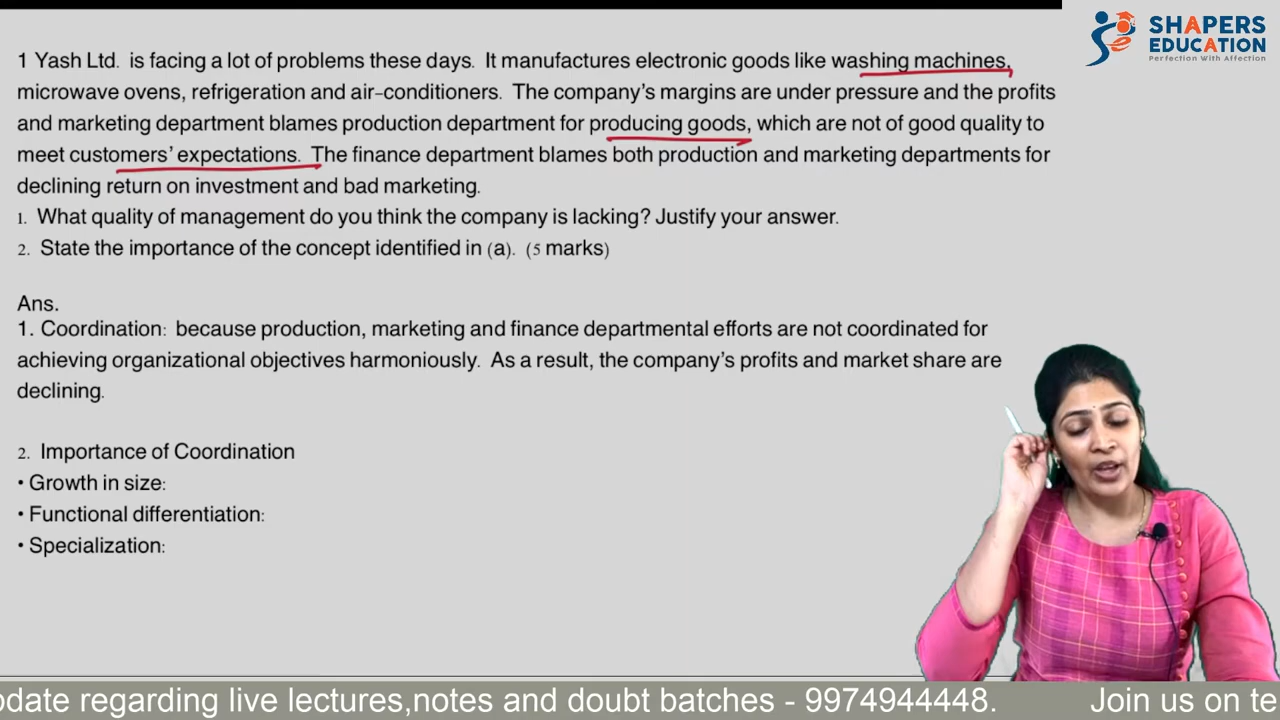 SHAPERS
EDUCATION
Perfection With Affection
1 Yash Ltd. is facing a lot of problems these days. It manufactures electronic goods like washing machines,
microwave ovens, refrigeration and air-conditioners. The company's margins are under pressure and the profits
and marketing department blames production department for producing goods, which are not of good quality to
meet customers' expectations. The finance department blames both production and marketing departments for
declining return on investment and bad marketing.
1. What quality of management do you think the company is lacking? Justify your answer.
2. State the importance of the concept identified in (a). (5 marks)
Ans.
1. Coordination: because production, marketing and finance departmental efforts are not coordinated for
achieving organizational objectives harmoniously. As a result, the company's profits and market share are
declining.
2. Importance of Coordination
• Growth in size:
• Functional differentiation:
• Specialization:
odate regarding live lectures,notes and doubt batches - 9974944448. Join us on te